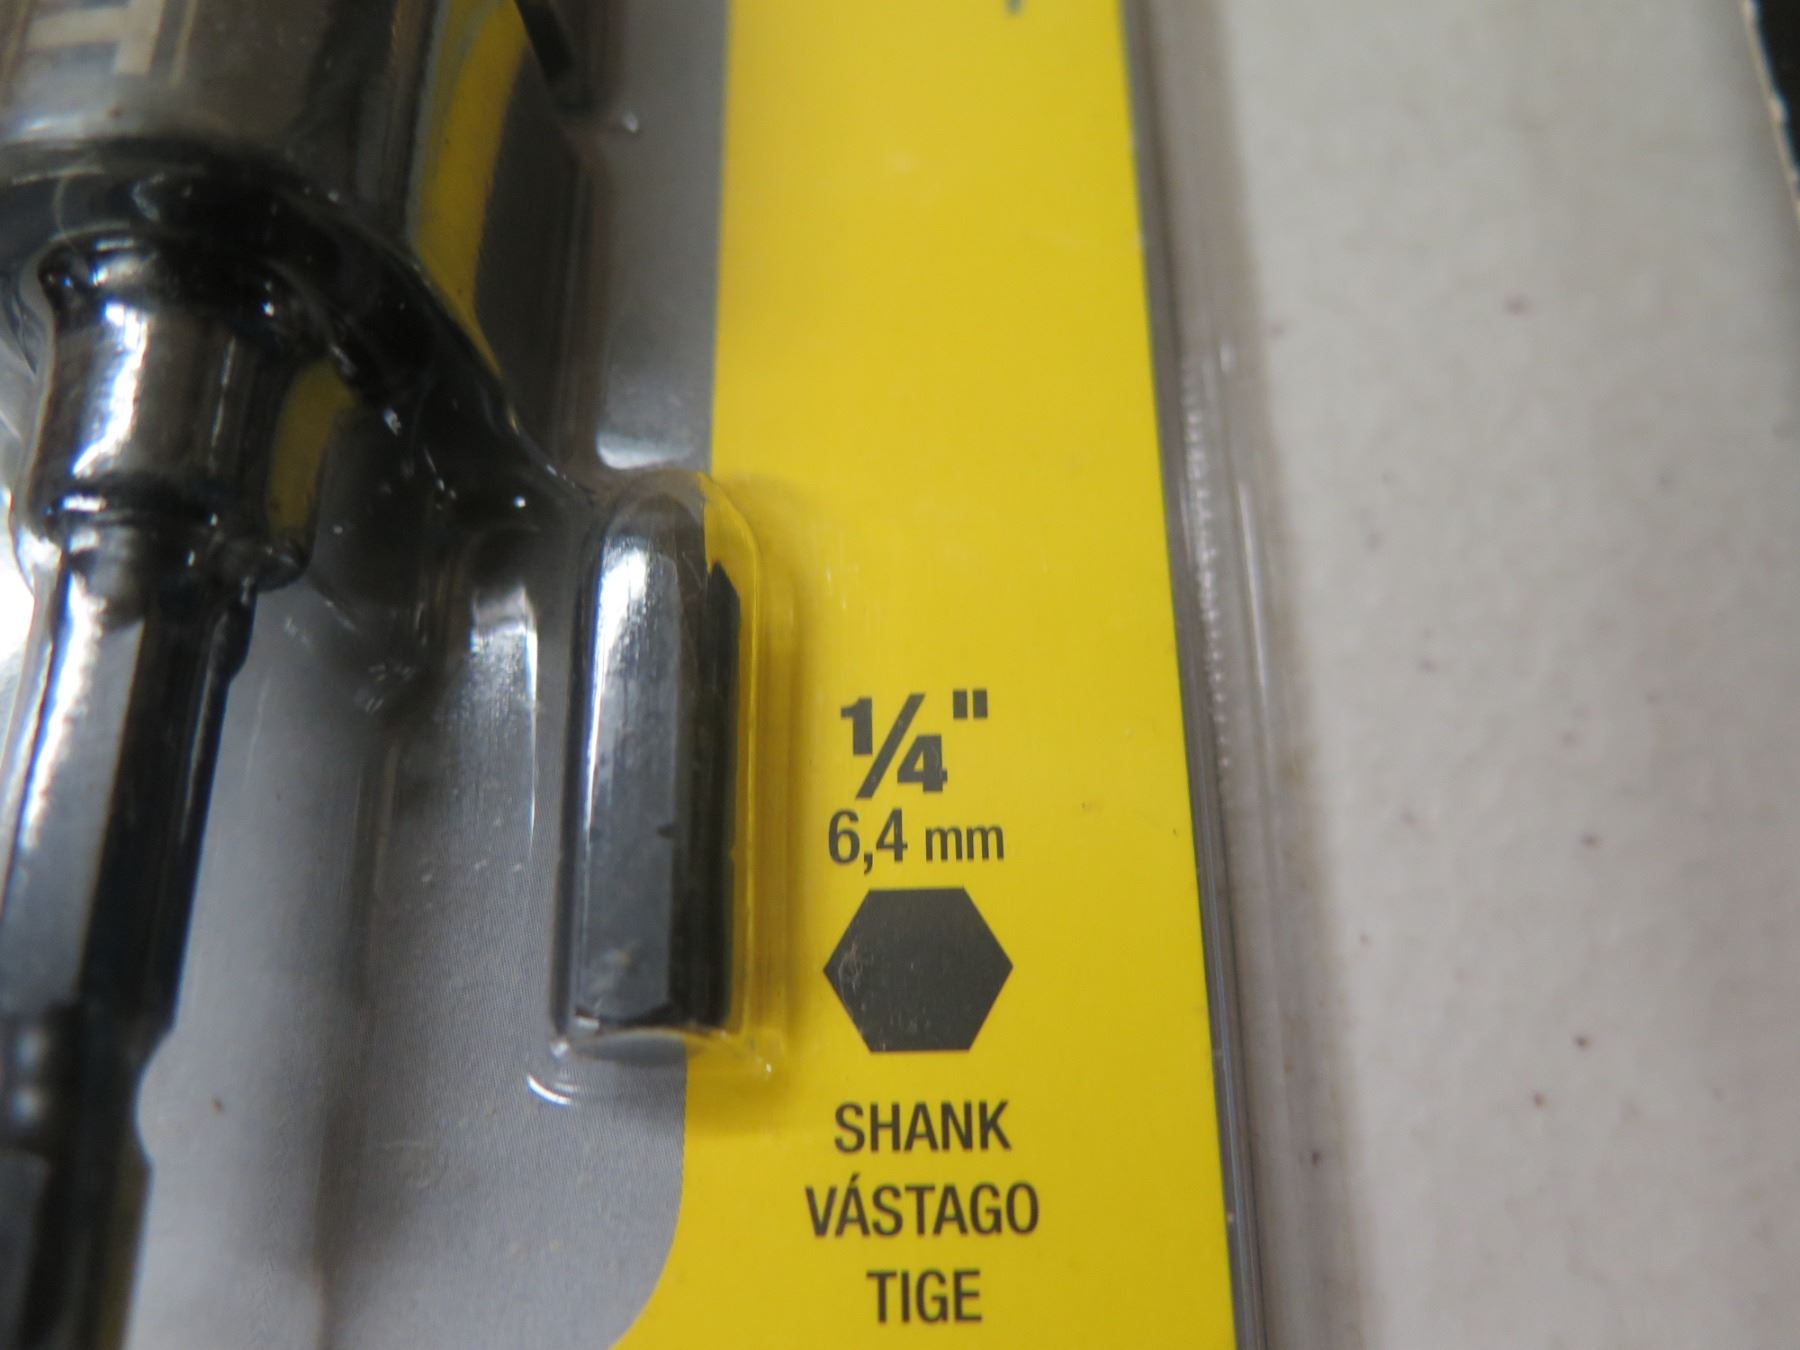 ¼"
6,4 mm
SHANK
VÁSTAGO
TIGE